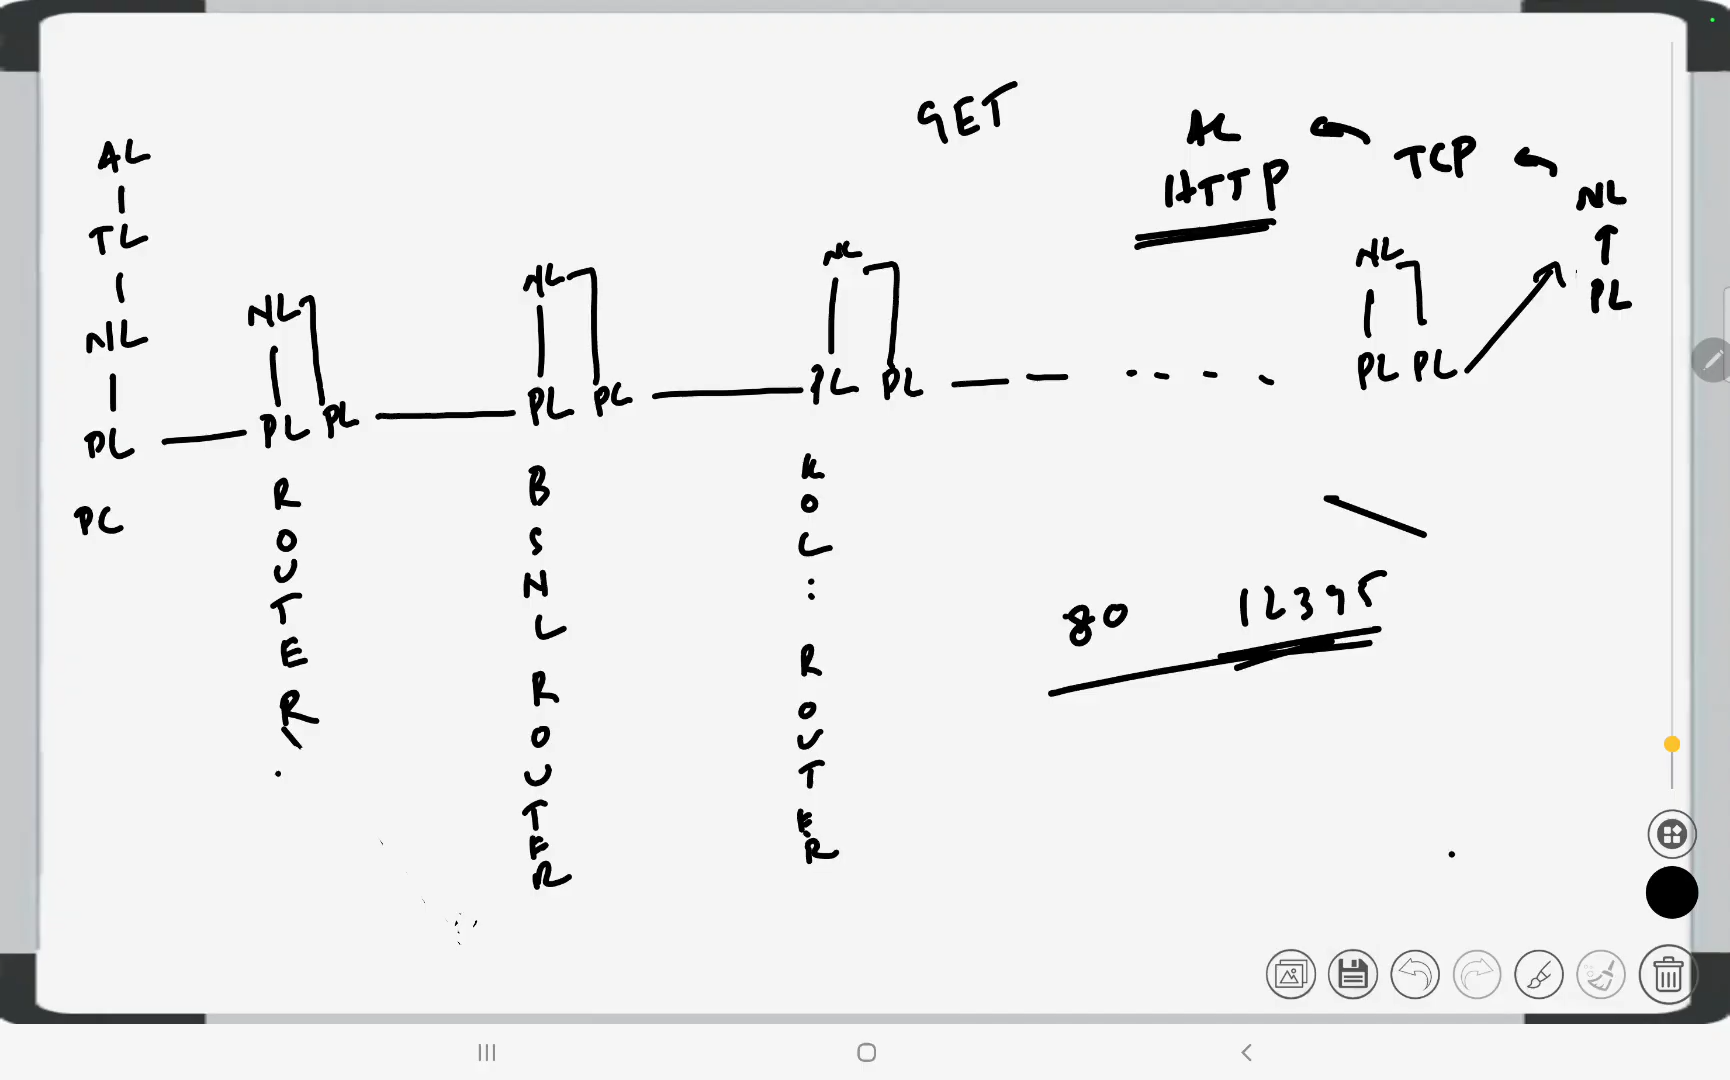 GET
AL
HTTP
TCP
NL
PL
AL
TL
NL
PL
PC
NL
PL PL
ROUTER
NL
PL PL
BSNL ROUTER
NL
PL PL
KOL: ROUTER
NL
PL PL
80 12345